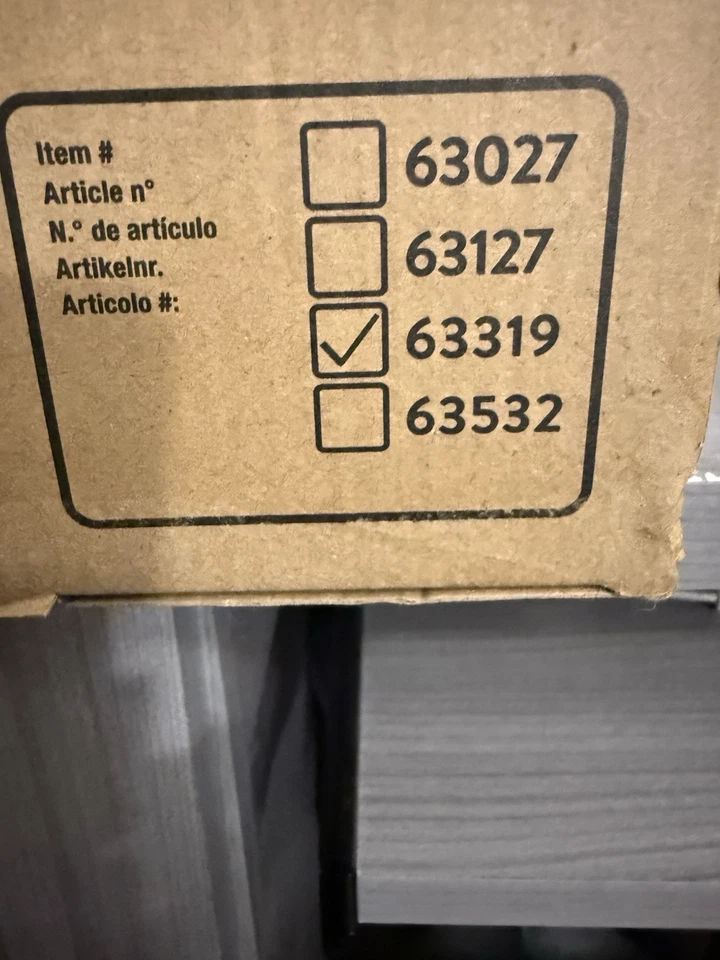 Item #
Article n°
N.° de artículo
Artikelnr.
Articolo #:
63027
63127
63319
63532